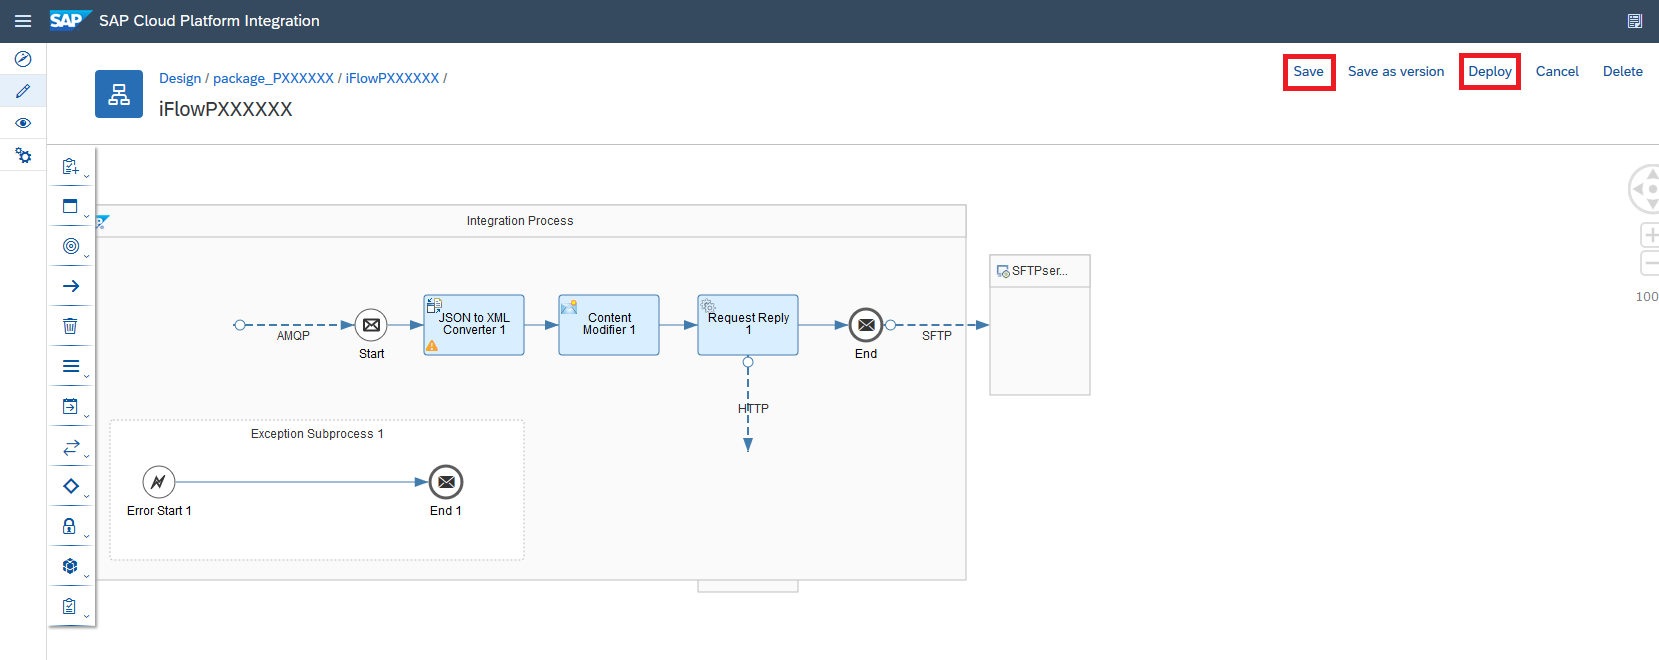 SAP SAP Cloud Platform Integration
Design / package_PXXXXXX / iFlowPXXXXXX /
iFlowPXXXXXX
Save Save as version Deploy Cancel Delete
Integration Process
SFTPser...
AMQP
Start
JSON to XML
Converter 1
Content
Modifier 1
Request Reply
1
End
SFTP
HTTP
100
Exception Subprocess 1
Error Start 1
End 1